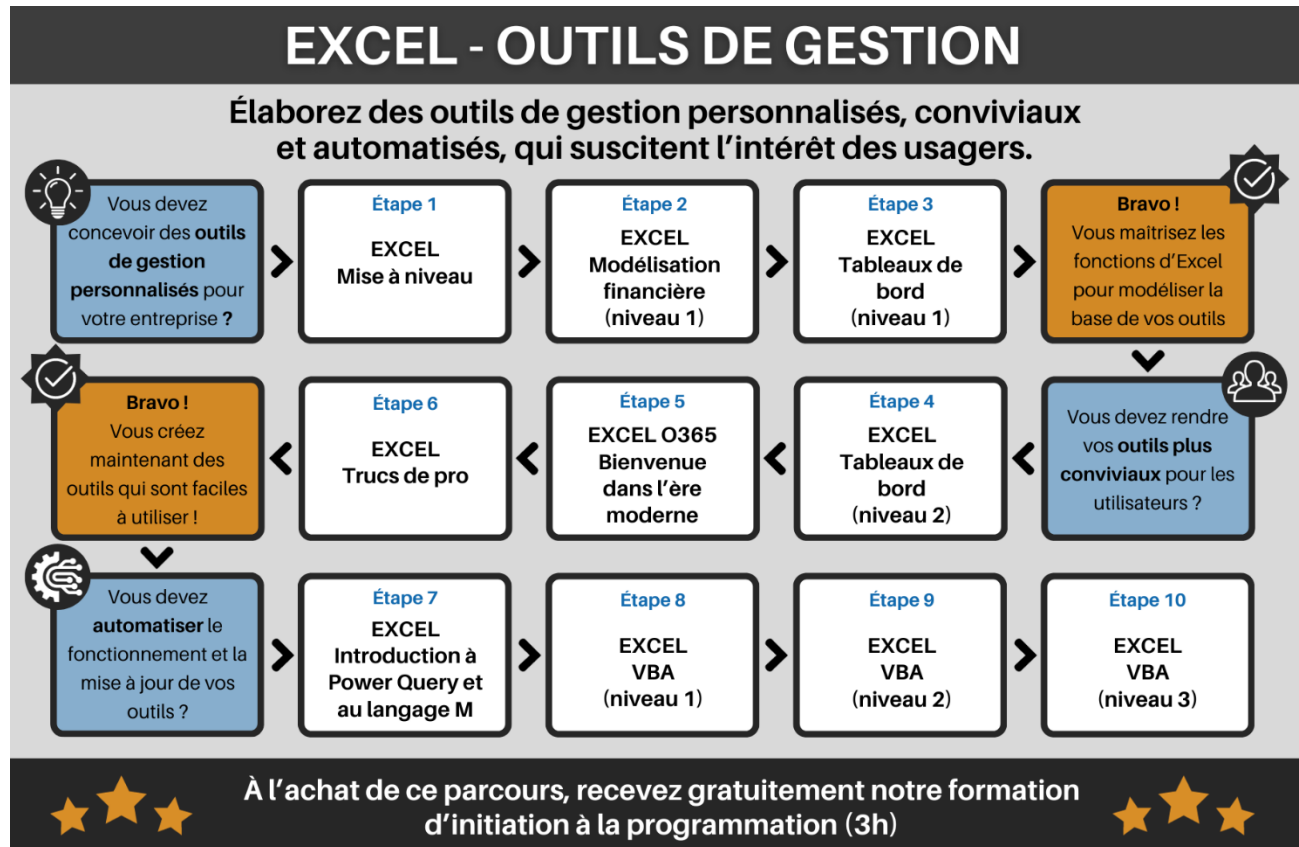 EXCEL - OUTILS DE GESTION
Élaborez des outils de gestion personnalisés, conviviaux
et automatisés, qui suscitent l'intérêt des usagers.
Vous devez
concevoir des outils
de gestion
personnalisés pour
votre entreprise ?
Étape 1
EXCEL
Mise à niveau
Étape 2
EXCEL
Modélisation
financière
(niveau 1)
Étape 3
EXCEL
Tableaux de
bord
(niveau 1)
Bravo !
Vous maitrisez les
fonctions d'Excel
pour modéliser la
base de vos outils
Vous devez rendre
vos outils plus
conviviaux pour les
utilisateurs ?
Étape 4
EXCEL
Tableaux de
bord
(niveau 2)
Étape 5
EXCEL O365
Bienvenue
dans l'ère
moderne
Étape 6
EXCEL
Trucs de pro
Bravo !
Vous créez
maintenant des
outils qui sont faciles
à utiliser !
Vous devez
automatiser le
fonctionnement et la
mise à jour de vos
outils ?
Étape 7
EXCEL
Introduction à
Power Query et
au langage M
Étape 8
EXCEL
VBA
(niveau 1)
Étape 9
EXCEL
VBA
(niveau 2)
Étape 10
EXCEL
VBA
(niveau 3)
À l'achat de ce parcours, recevez gratuitement notre formation
d'initiation à la programmation (3h)